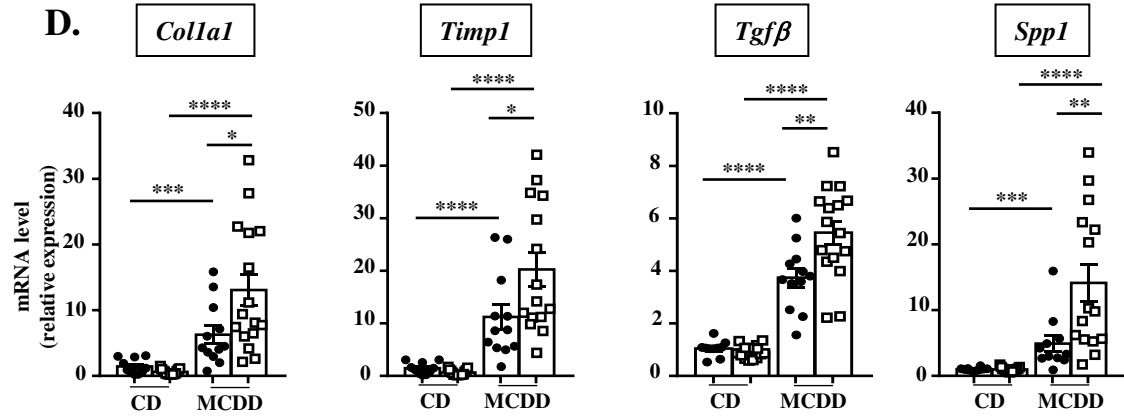 D.
Col1a1
Timp1
Tgfβ
Spp1
mRNA level
(relative expression)
40
30
20
10
0
****
*
***
CD
MCDD
50
40
30
20
10
0
****
*
****
CD
MCDD
10
8
6
4
2
0
****
**
****
CD
MCDD
40
30
20
10
0
****
**
***
CD
MCDD